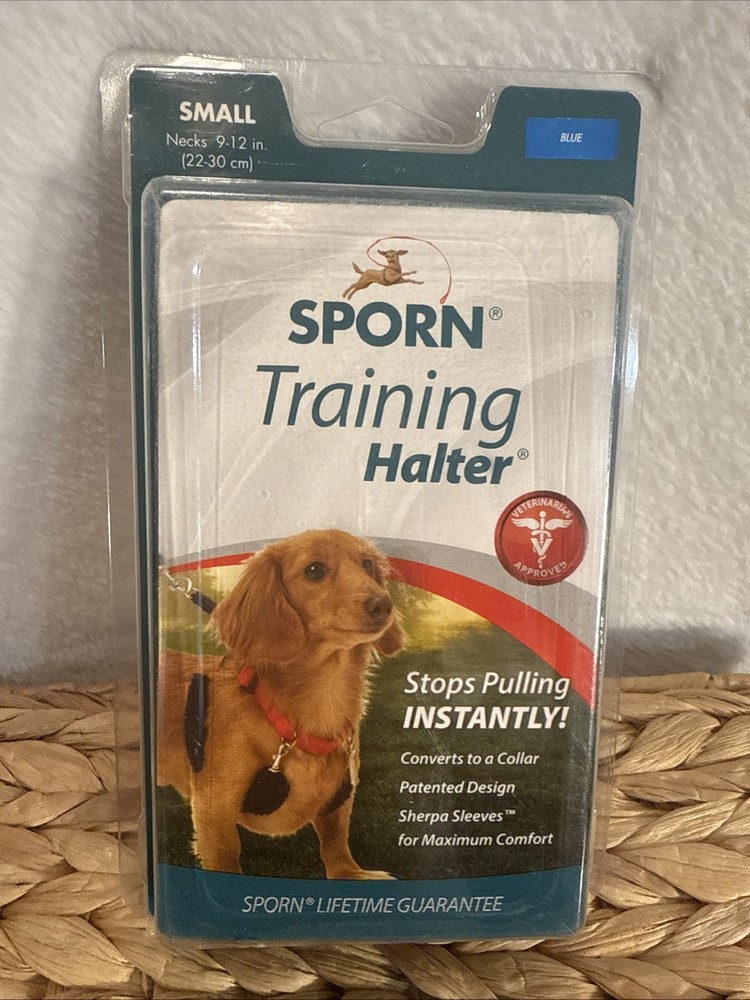 SMALL
Necks 9-12 in.
(22-30 cm)
BLUE
SPORN®
Training
Halter®
VETERINARIAN
V
APPROVED
Stops Pulling
INSTANTLY!
Converts to a Collar
Patented Design
Sherpa Sleeves™
for Maximum Comfort
SPORN® LIFETIME GUARANTEE